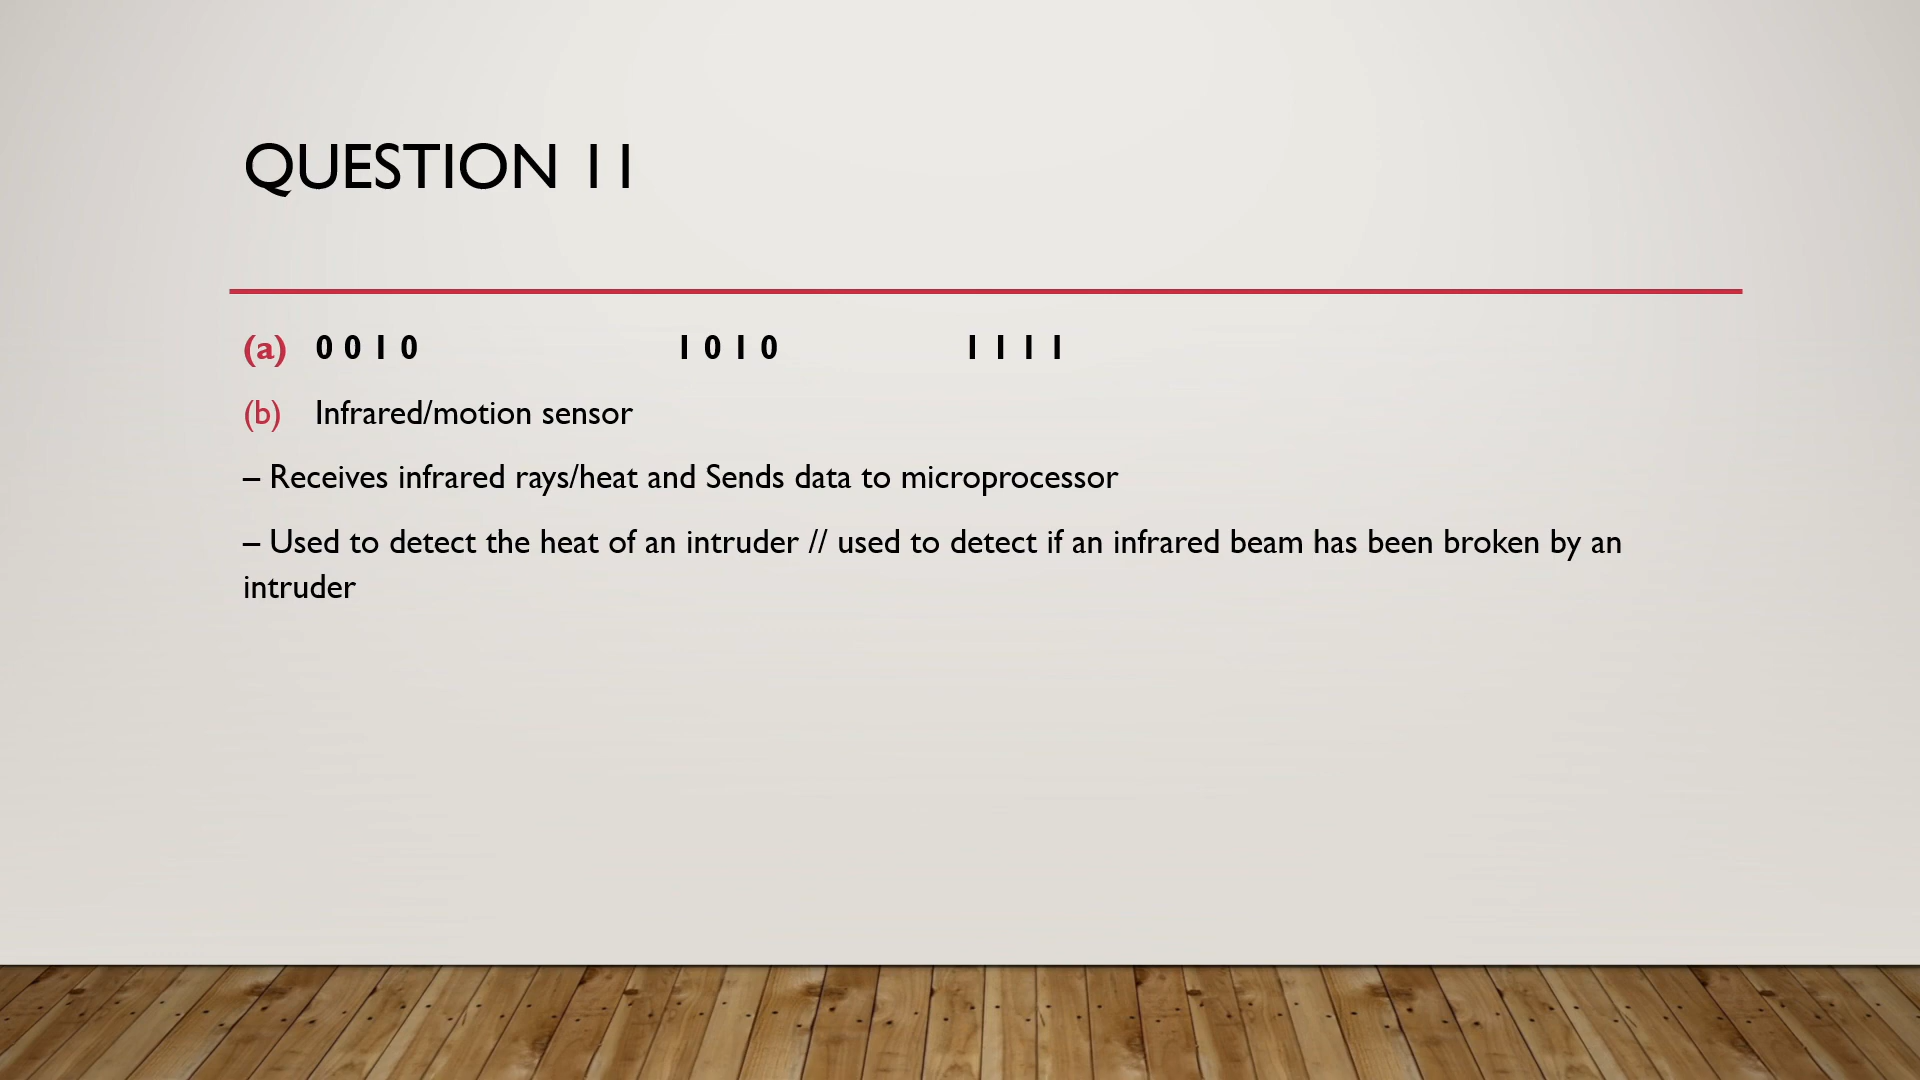 QUESTION 11
(a) 0 0 1 0 1 0 1 0 1 1 1 1
(b) Infrared/motion sensor
– Receives infrared rays/heat and Sends data to microprocessor
– Used to detect the heat of an intruder // used to detect if an infrared beam has been broken by an
intruder